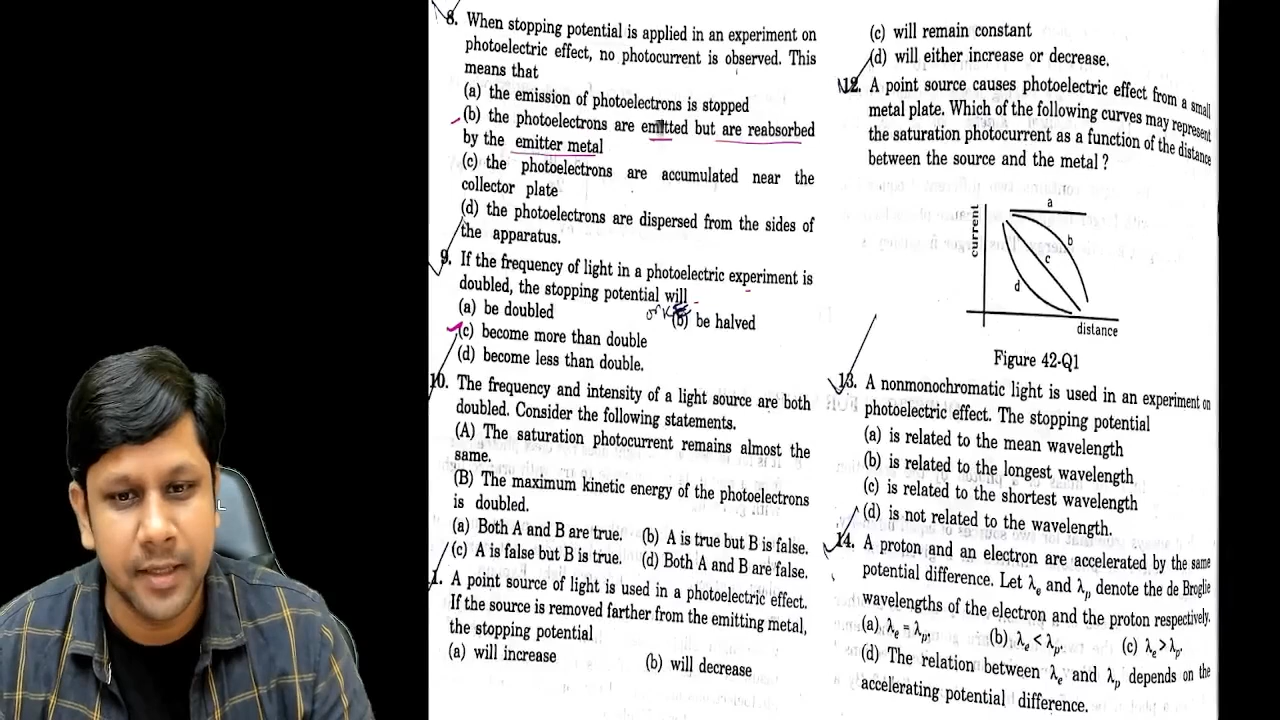 8. When stopping potential is applied in an experiment on
photoelectric effect, no photocurrent is observed. This
means that
(a) the emission of photoelectrons is stopped
(b) the photoelectrons are emitted but are reabsorbed
by the emitter metal
(c) the photoelectrons are accumulated near the
collector plate
(d) the photoelectrons are dispersed from the sides of
the apparatus.
9. If the frequency of light in a photoelectric experiment is
doubled, the stopping potential will
(a) be doubled (b) be halved
(c) become more than double
(d) become less than double.
10. The frequency and intensity of a light source are both
doubled. Consider the following statements.
(A) The saturation photocurrent remains almost the
same.
(B) The maximum kinetic energy of the photoelectrons
is doubled.
(a) Both A and B are true. (b) A is true but B is false.
(c) A is false but B is true. (d) Both A and B are false.
1. A point source of light is used in a photoelectric effect.
If the source is removed farther from the emitting metal,
the stopping potential
(a) will increase (b) will decrease
(c) will remain constant
(d) will either increase or decrease.
12. A point source causes photoelectric effect from a small
metal plate. Which of the following curves may represent
the saturation photocurrent as a function of the distance
between the source and the metal ?
current
a
b
c
d
distance
Figure 42-Q1
13. A nonmonochromatic light is used in an experiment on
photoelectric effect. The stopping potential
(a) is related to the mean wavelength
(b) is related to the longest wavelength
(c) is related to the shortest wavelength
(d) is not related to the wavelength.
14. A proton and an electron are accelerated by the same
potential difference. Let λe and λp denote the de Broglie
wavelengths of the electron and the proton respectively.
(a) λe = λp. (b) λe < λp. (c) λe > λp.
(d) The relation between λe and λp depends on the
accelerating potential difference.